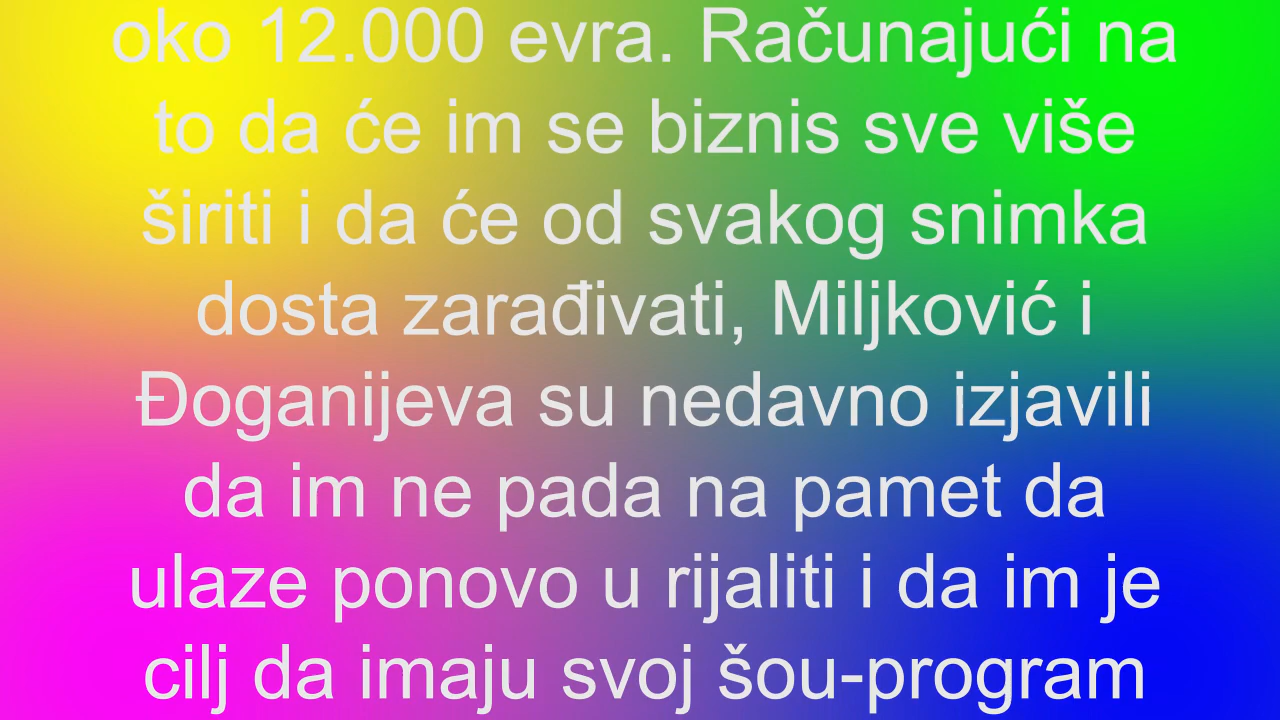 oko 12.000 evra. Računajući na
to da će im se biznis sve više
širiti i da će od svakog snimka
dosta zarađivati, Miljković i
Đoganijeva su nedavno izjavili
da im ne pada na pamet da
ulaze ponovo u rijaliti i da im je
cilj da imaju svoj šou-program